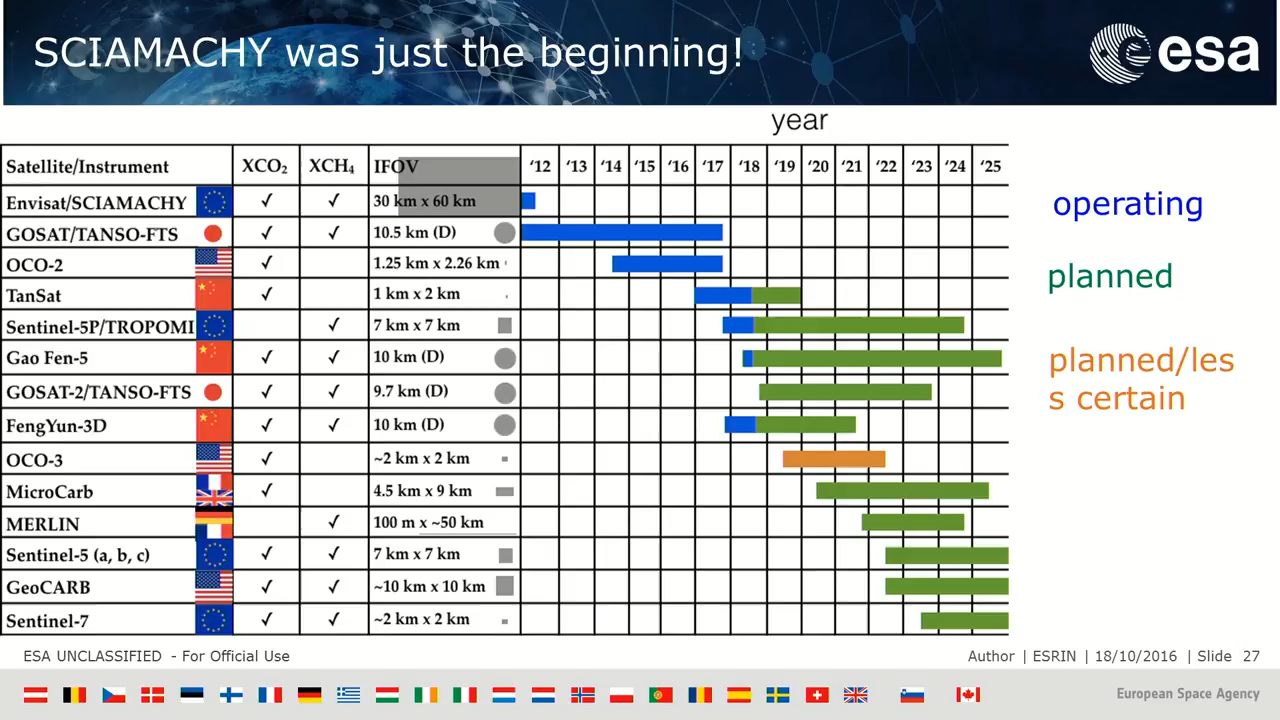 SCIAMACHY was just the beginning!
esa
year
Satellite/Instrument XCO₂ XCH₄ IFOV ‘12 ‘13 ‘14 ‘15 ‘16 ‘17 ‘18 ‘19 ‘20 ‘21 ‘22 ‘23 ‘24 ‘25
Envisat/SCIAMACHY ✓ ✓ 30 km x 60 km
GOSAT/TANSO-FTS ✓ ✓ 10.5 km (D)
OCO-2 ✓ 1.25 km x 2.26 km
TanSat ✓ 1 km x 2 km
Sentinel-5P/TROPOMI ✓ 7 km x 7 km
Gao Fen-5 ✓ ✓ 10 km (D)
GOSAT-2/TANSO-FTS ✓ ✓ 9.7 km (D)
FengYun-3D ✓ ✓ 10 km (D)
OCO-3 ✓ ~2 km x 2 km
MicroCarb ✓ 4.5 km x 9 km
MERLIN ✓ 100 m x ~50 km
Sentinel-5 (a, b, c) ✓ ✓ 7 km x 7 km
GeoCARB ✓ ✓ ~10 km x 10 km
Sentinel-7 ✓ ✓ ~2 km x 2 km
operating
planned
planned/les
s certain
ESA UNCLASSIFIED - For Official Use
Author | ESRIN | 18/10/2016 | Slide 27
European Space Agency